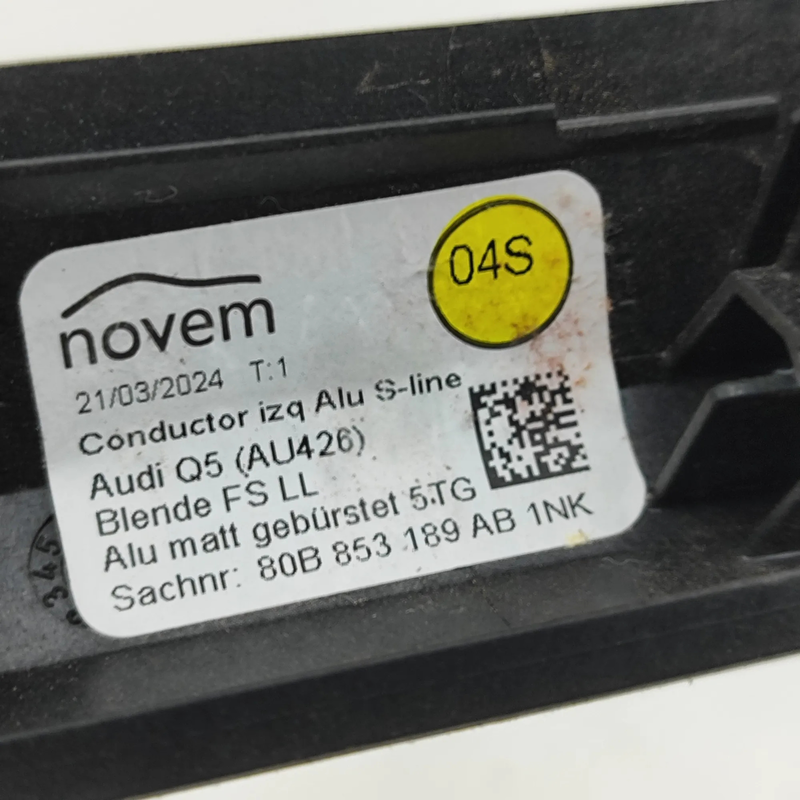 novem
04S
21/03/2024 T:1
Conductor izq Alu S-line
Audi Q5 (AU426)
Blende FS LL
Alu matt gebürstet 5TG
Sachnr: 80B 853 189 AB 1NK
345